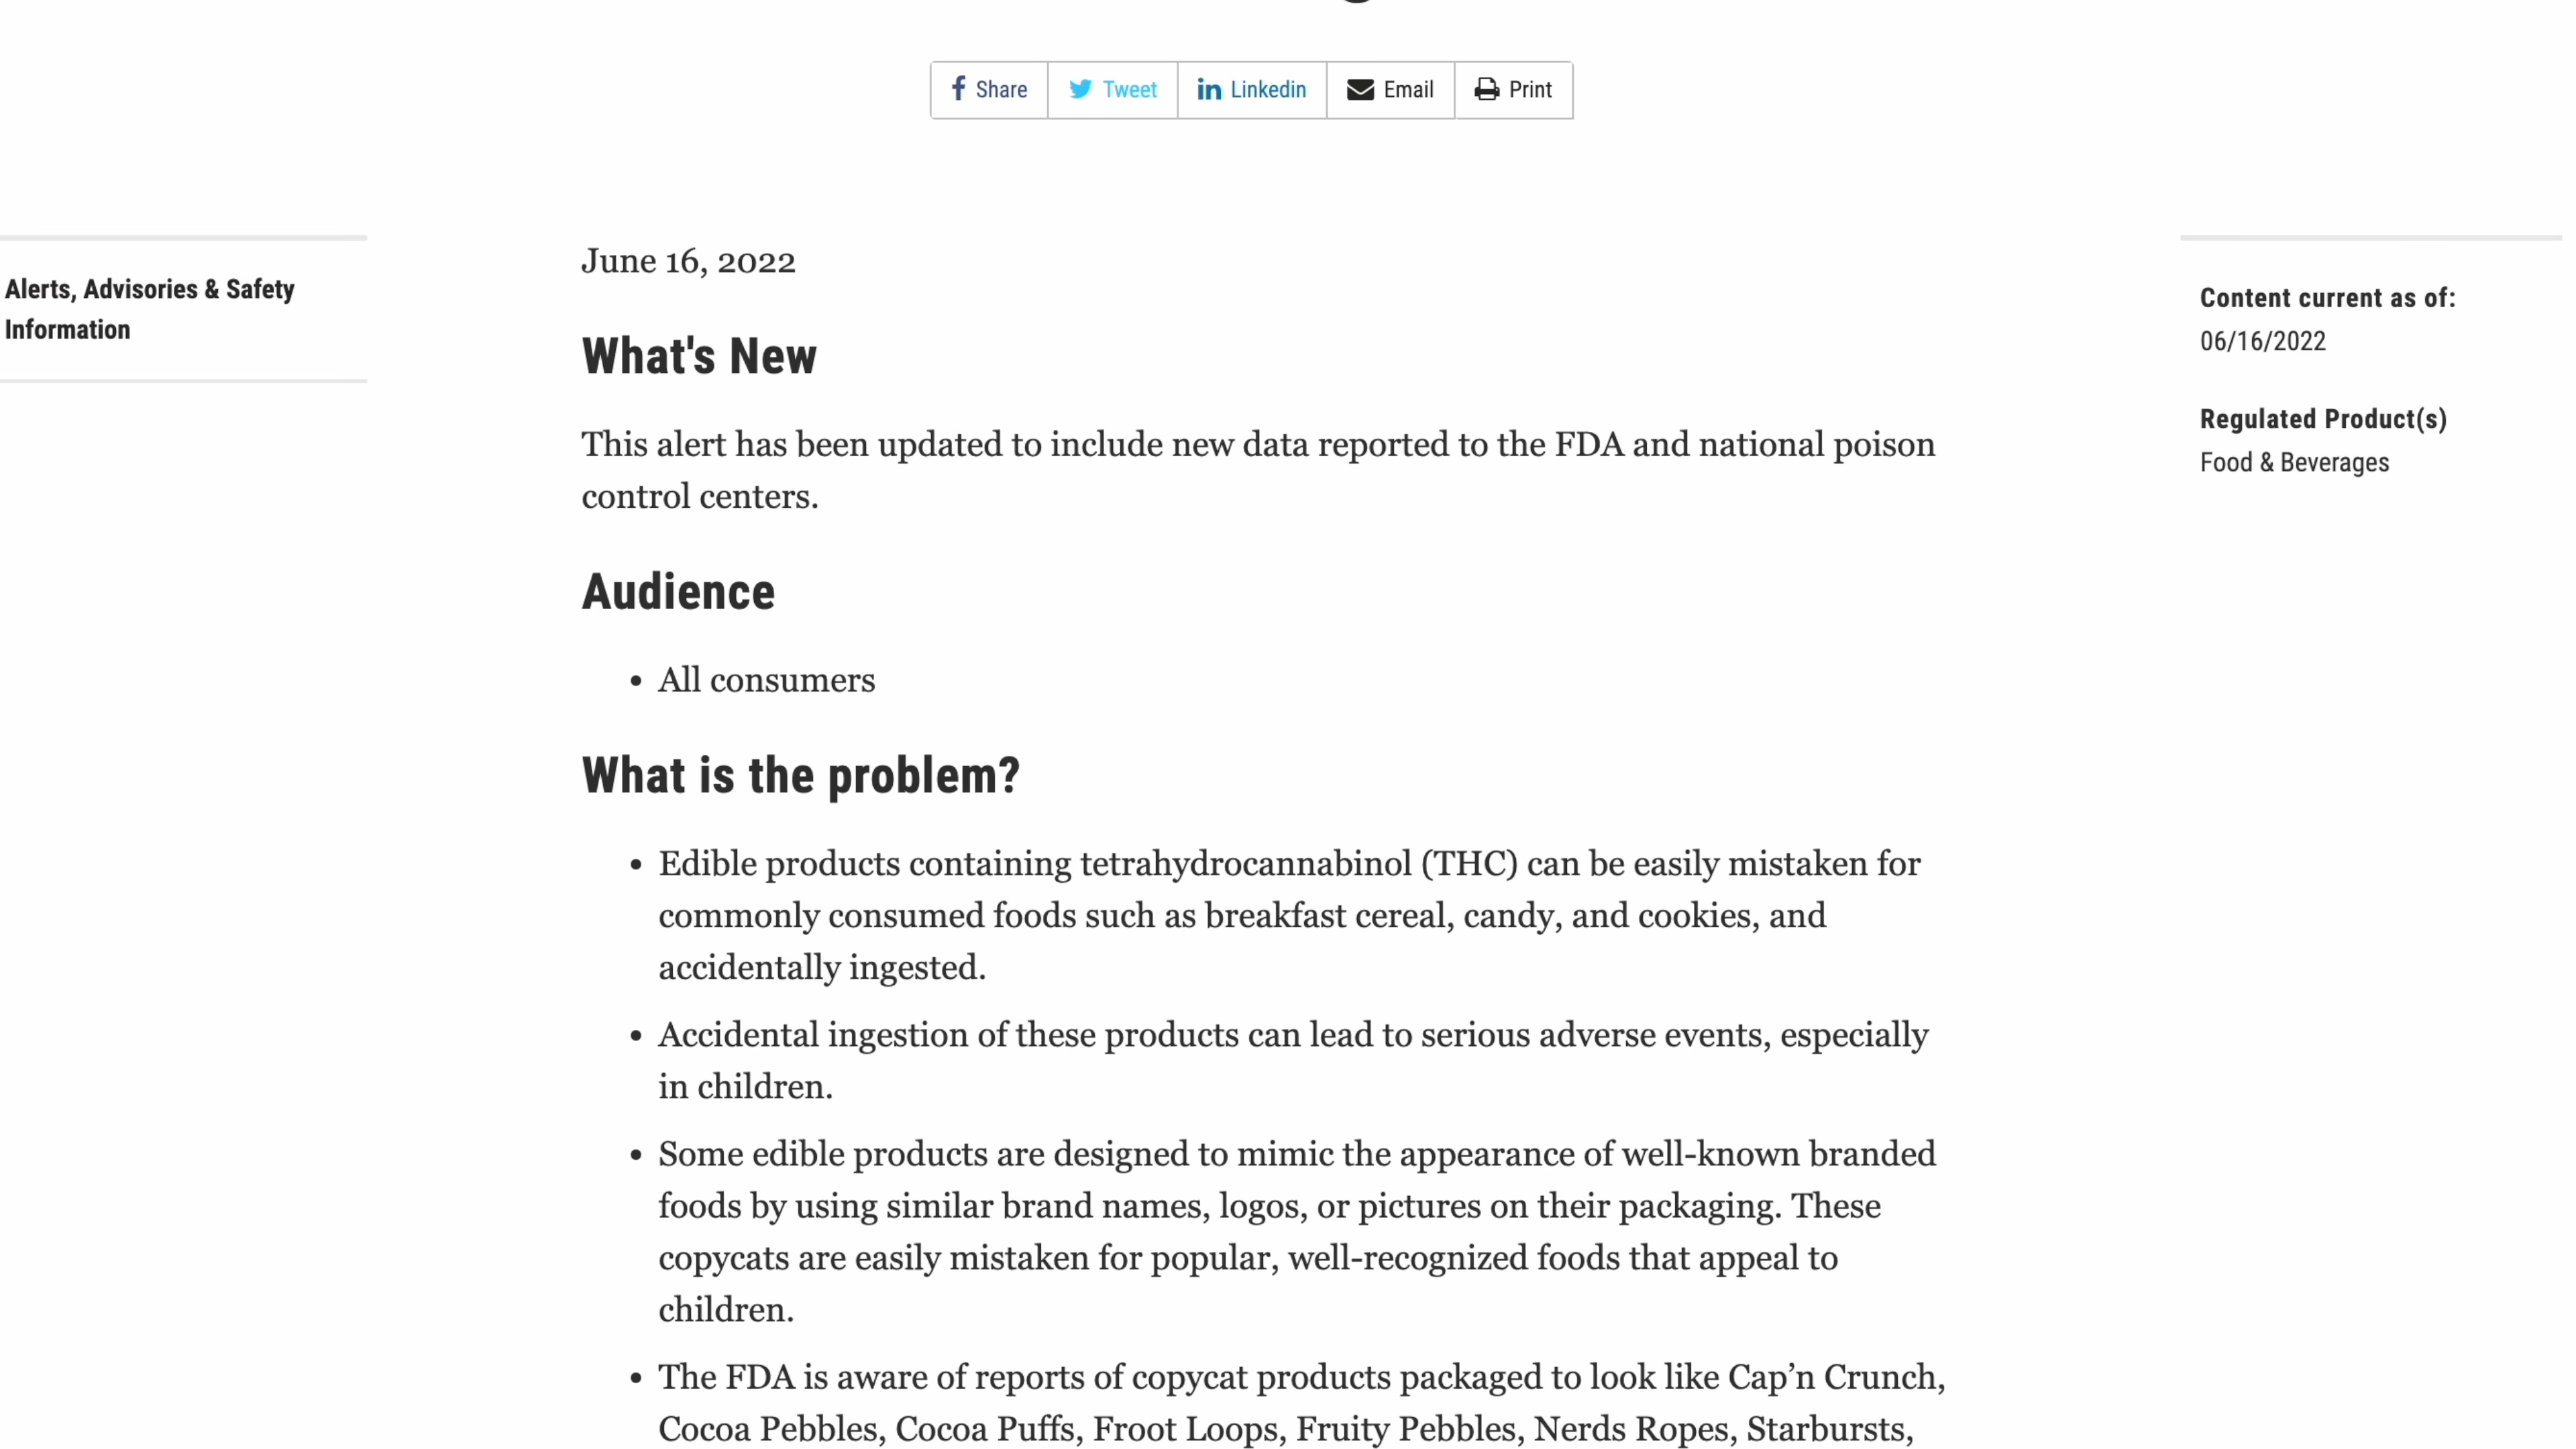 Share Tweet Linkedin Email Print
Alerts, Advisories & Safety
Information
June 16, 2022
What's New
This alert has been updated to include new data reported to the FDA and national poison
control centers.
Audience
• All consumers
What is the problem?
• Edible products containing tetrahydrocannabinol (THC) can be easily mistaken for
commonly consumed foods such as breakfast cereal, candy, and cookies, and
accidentally ingested.
• Accidental ingestion of these products can lead to serious adverse events, especially
in children.
• Some edible products are designed to mimic the appearance of well-known branded
foods by using similar brand names, logos, or pictures on their packaging. These
copycats are easily mistaken for popular, well-recognized foods that appeal to
children.
• The FDA is aware of reports of copycat products packaged to look like Cap’n Crunch,
Cocoa Pebbles, Cocoa Puffs, Froot Loops, Fruity Pebbles, Nerds Ropes, Starbursts,
Content current as of:
06/16/2022
Regulated Product(s)
Food & Beverages